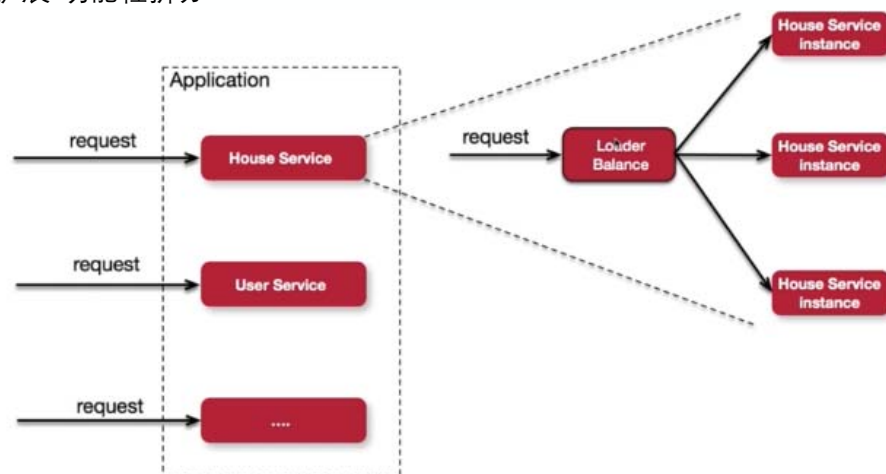 Application
request
House Service
request
User Service
request
....
request
Loader
Balance
House Service
instance
House Service
instance
House Service
instance